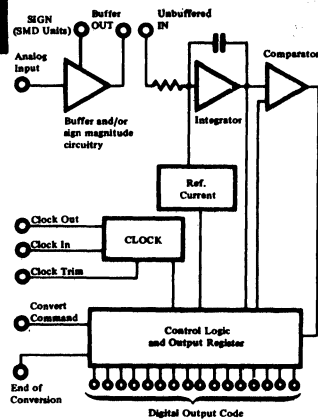 SIGN
(SMD Units)
Buffer
OUT
Unbuffered
IN
Analog
Input
Buffer and/or
sign magnitude
circuitry
Integrator
Comparator
Ref.
Current
Clock Out
Clock In
Clock Trim
CLOCK
Convert
Command
Control Logic
and Output Register
End of
Conversion
Digital Output Code